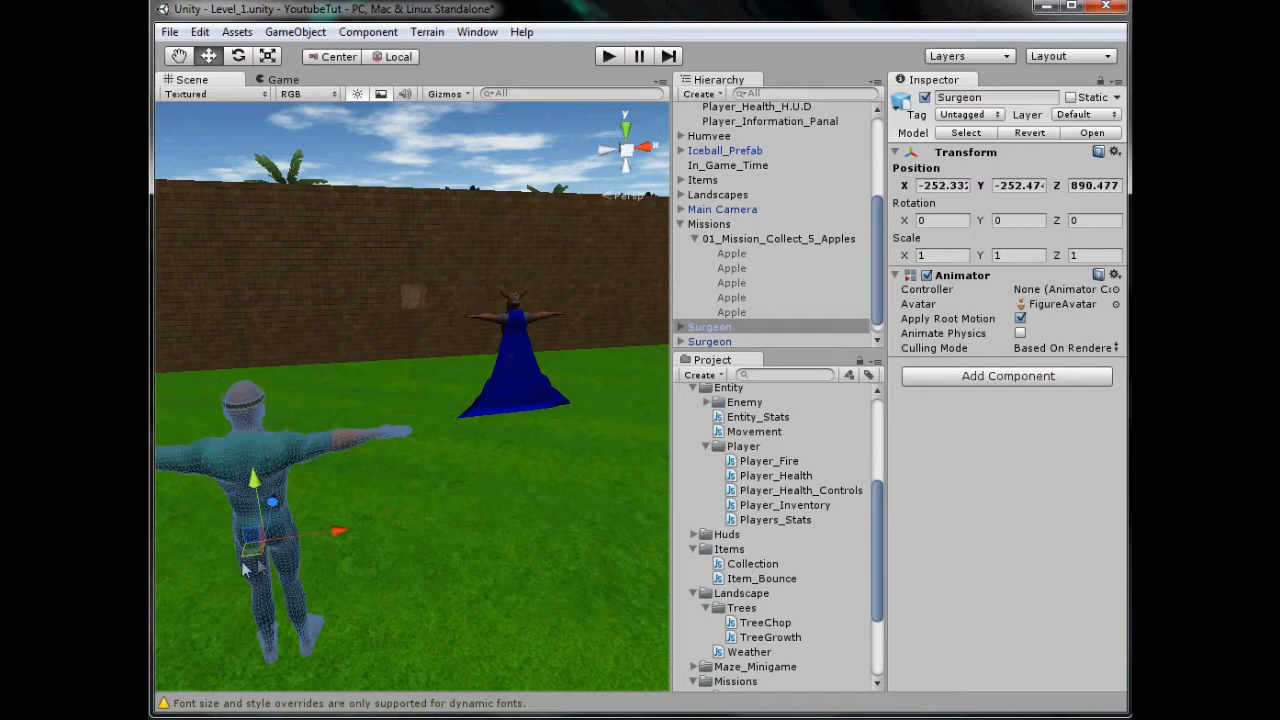 Unity - Level_1.unity - YoutubeTut - PC, Mac & Linux Standalone*
File Edit Assets GameObject Component Terrain Window Help
Center Local Layers Layout
Scene Game
Textured RGB Gizmos All
y
x
Persp
Hierarchy
Create All
Player_Health_H.U.D
Player_Information_Panal
Humvee
Iceball_Prefab
In_Game_Time
Items
Landscapes
Main Camera
Missions
01_Mission_Collect_5_Apples
Apple
Apple
Apple
Apple
Apple
Surgeon
Surgeon
Project
Create
Entity
Enemy
Entity_Stats
Movement
Player
Player_Fire
Player_Health
Player_Health_Controls
Player_Inventory
Players_Stats
Huds
Items
Collection
Item_Bounce
Landscape
Trees
TreeChop
TreeGrowth
Weather
Maze_Minigame
Missions
Inspector
Surgeon Static
Tag Untagged Layer Default
Model Select Revert Open
Transform
Position
X -252.332 Y -252.474 Z 890.477
Rotation
X 0 Y 0 Z 0
Scale
X 1 Y 1 Z 1
Animator
Controller None (Animator Co
Avatar FigureAvatar
Apply Root Motion
Animate Physics
Culling Mode Based On Rendere
Add Component
Font size and style overrides are only supported for dynamic fonts.